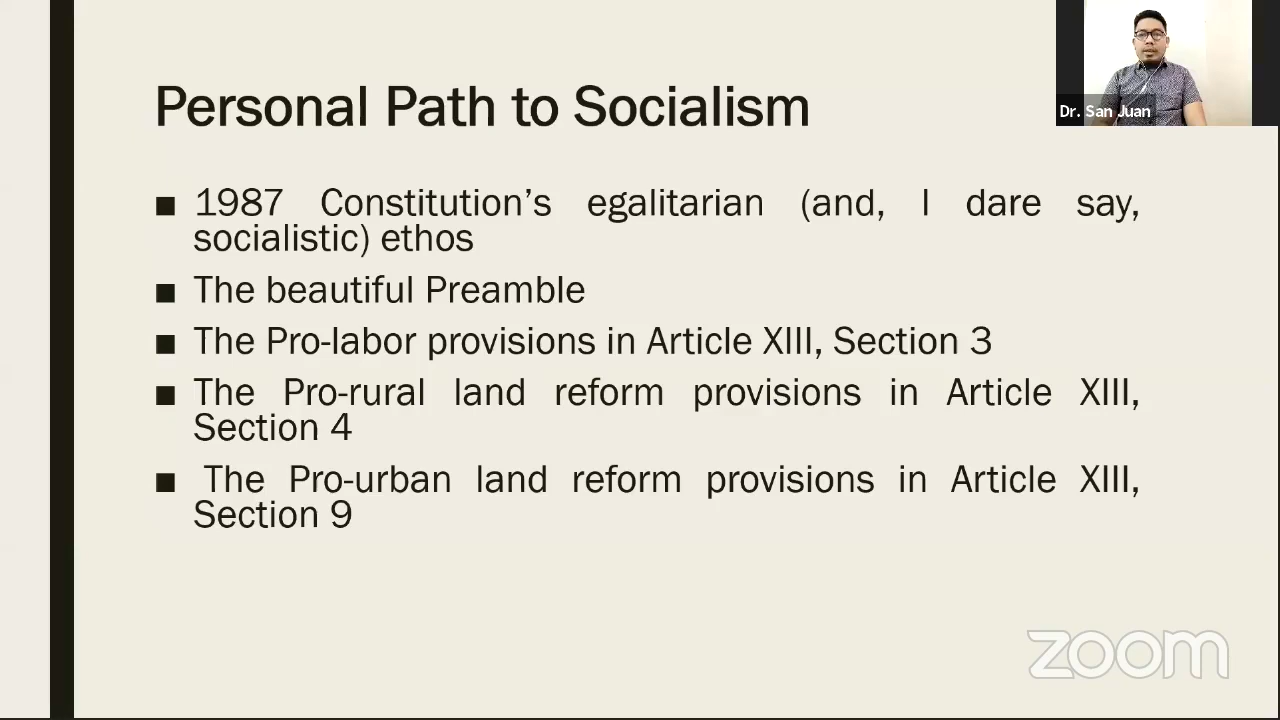 Dr. San Juan
Personal Path to Socialism
■ 1987 Constitution’s egalitarian (and, I dare say,
socialistic) ethos
■ The beautiful Preamble
■ The Pro-labor provisions in Article XIII, Section 3
■ The Pro-rural land reform provisions in Article XIII,
Section 4
■ The Pro-urban land reform provisions in Article XIII,
Section 9
zoom